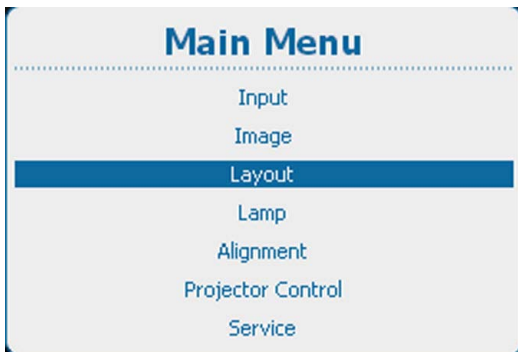 Main Menu
Input
Image
Layout
Lamp
Alignment
Projector Control
Service